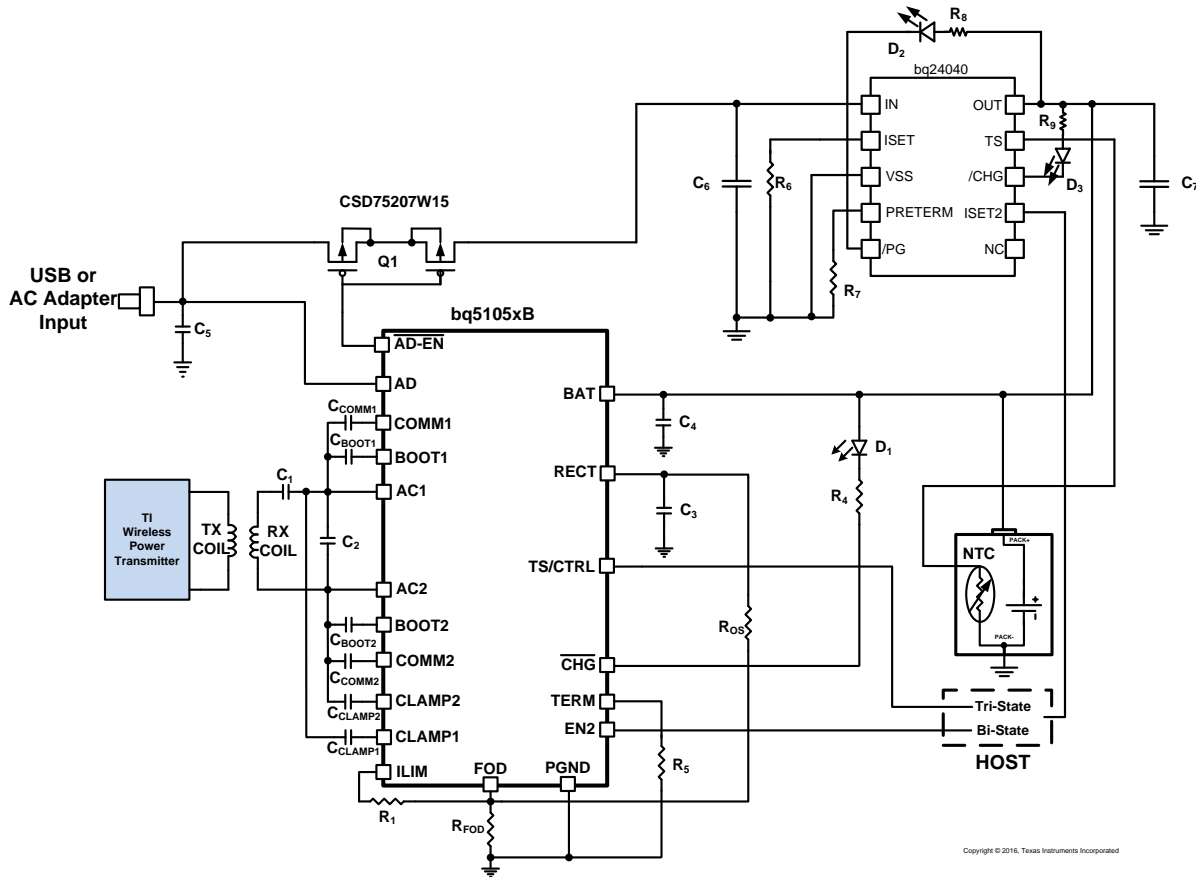 R8
D2
bq24040
IN
OUT
R9
ISET
TS
C6
R6
VSS
/CHG
D3
C7
CSD75207W15
PRETERM
ISET2
Q1
/PG
NC
R7
USB or
AC Adapter
Input
C5
bq5105xB
AD-EN
AD
BAT
CCOMM1
COMM1
C4
D1
CBOOT1
BOOT1
RECT
C1
AC1
R4
TI
Wireless
Power
Transmitter
TX
COIL
RX
COIL
C2
C3
PACK+
NTC
TS/CTRL
AC2
+
-
BOOT2
ROS
CBOOT2
PACK-
COMM2
CHG
CCOMM2
CLAMP2
TERM
Tri-State
CCLAMP2
CLAMP1
EN2
Bi-State
CCLAMP1
HOST
ILIM
FOD
PGND
R5
R1
RFOD
Copyright © 2016, Texas Instruments Incorporated